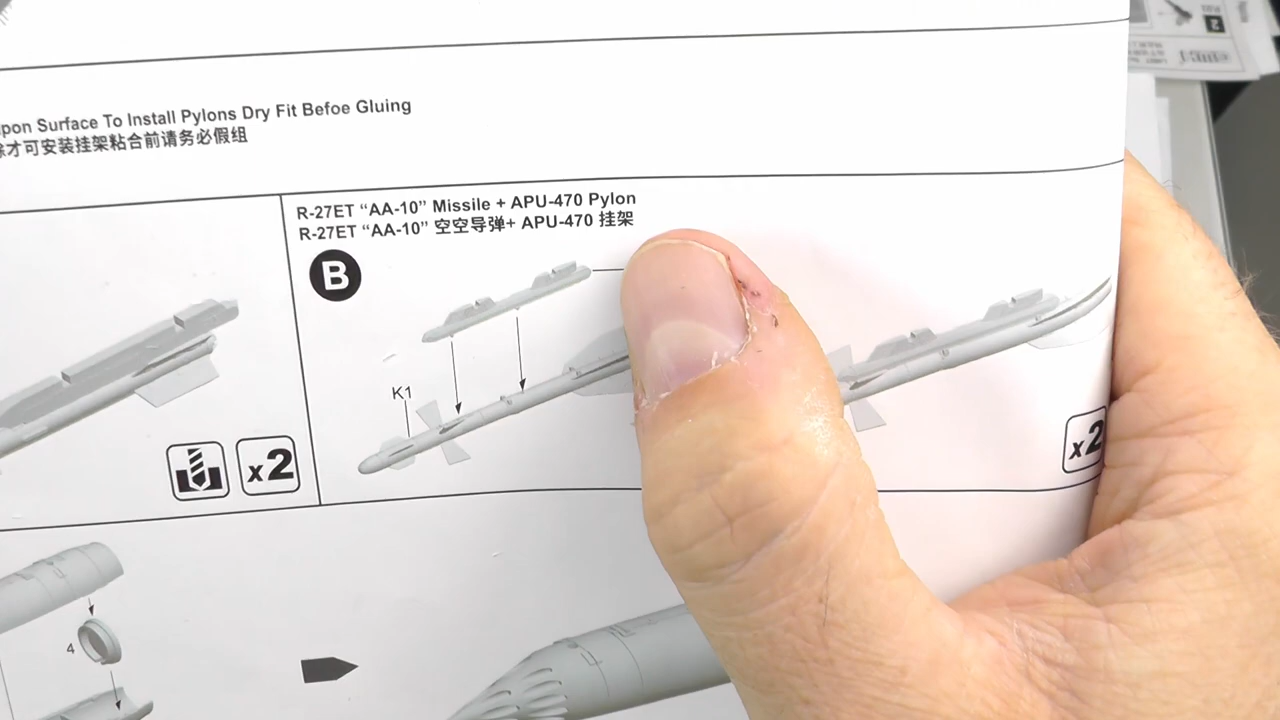 pon Surface To Install Pylons Dry Fit Befoe Gluing
才可安装挂架粘合前请务必假组
R-27ET “AA-10” Missile + APU-470 Pylon
R-27ET “AA-10” 空空导弹+ APU-470 挂架
B
K1
x2
x2
4
2